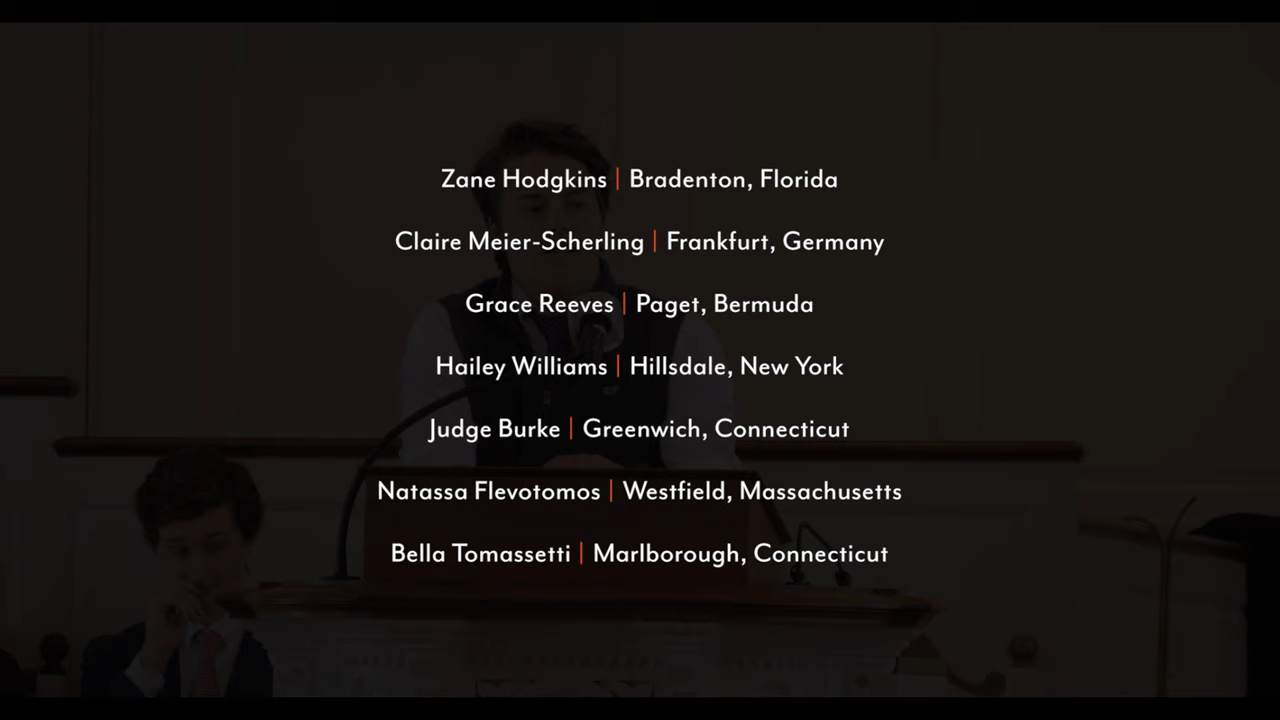 Zane Hodgkins | Bradenton, Florida
Claire Meier-Scherling | Frankfurt, Germany
Grace Reeves | Paget, Bermuda
Hailey Williams | Hillsdale, New York
Judge Burke | Greenwich, Connecticut
Natassa Flevotomos | Westfield, Massachusetts
Bella Tomassetti | Marlborough, Connecticut